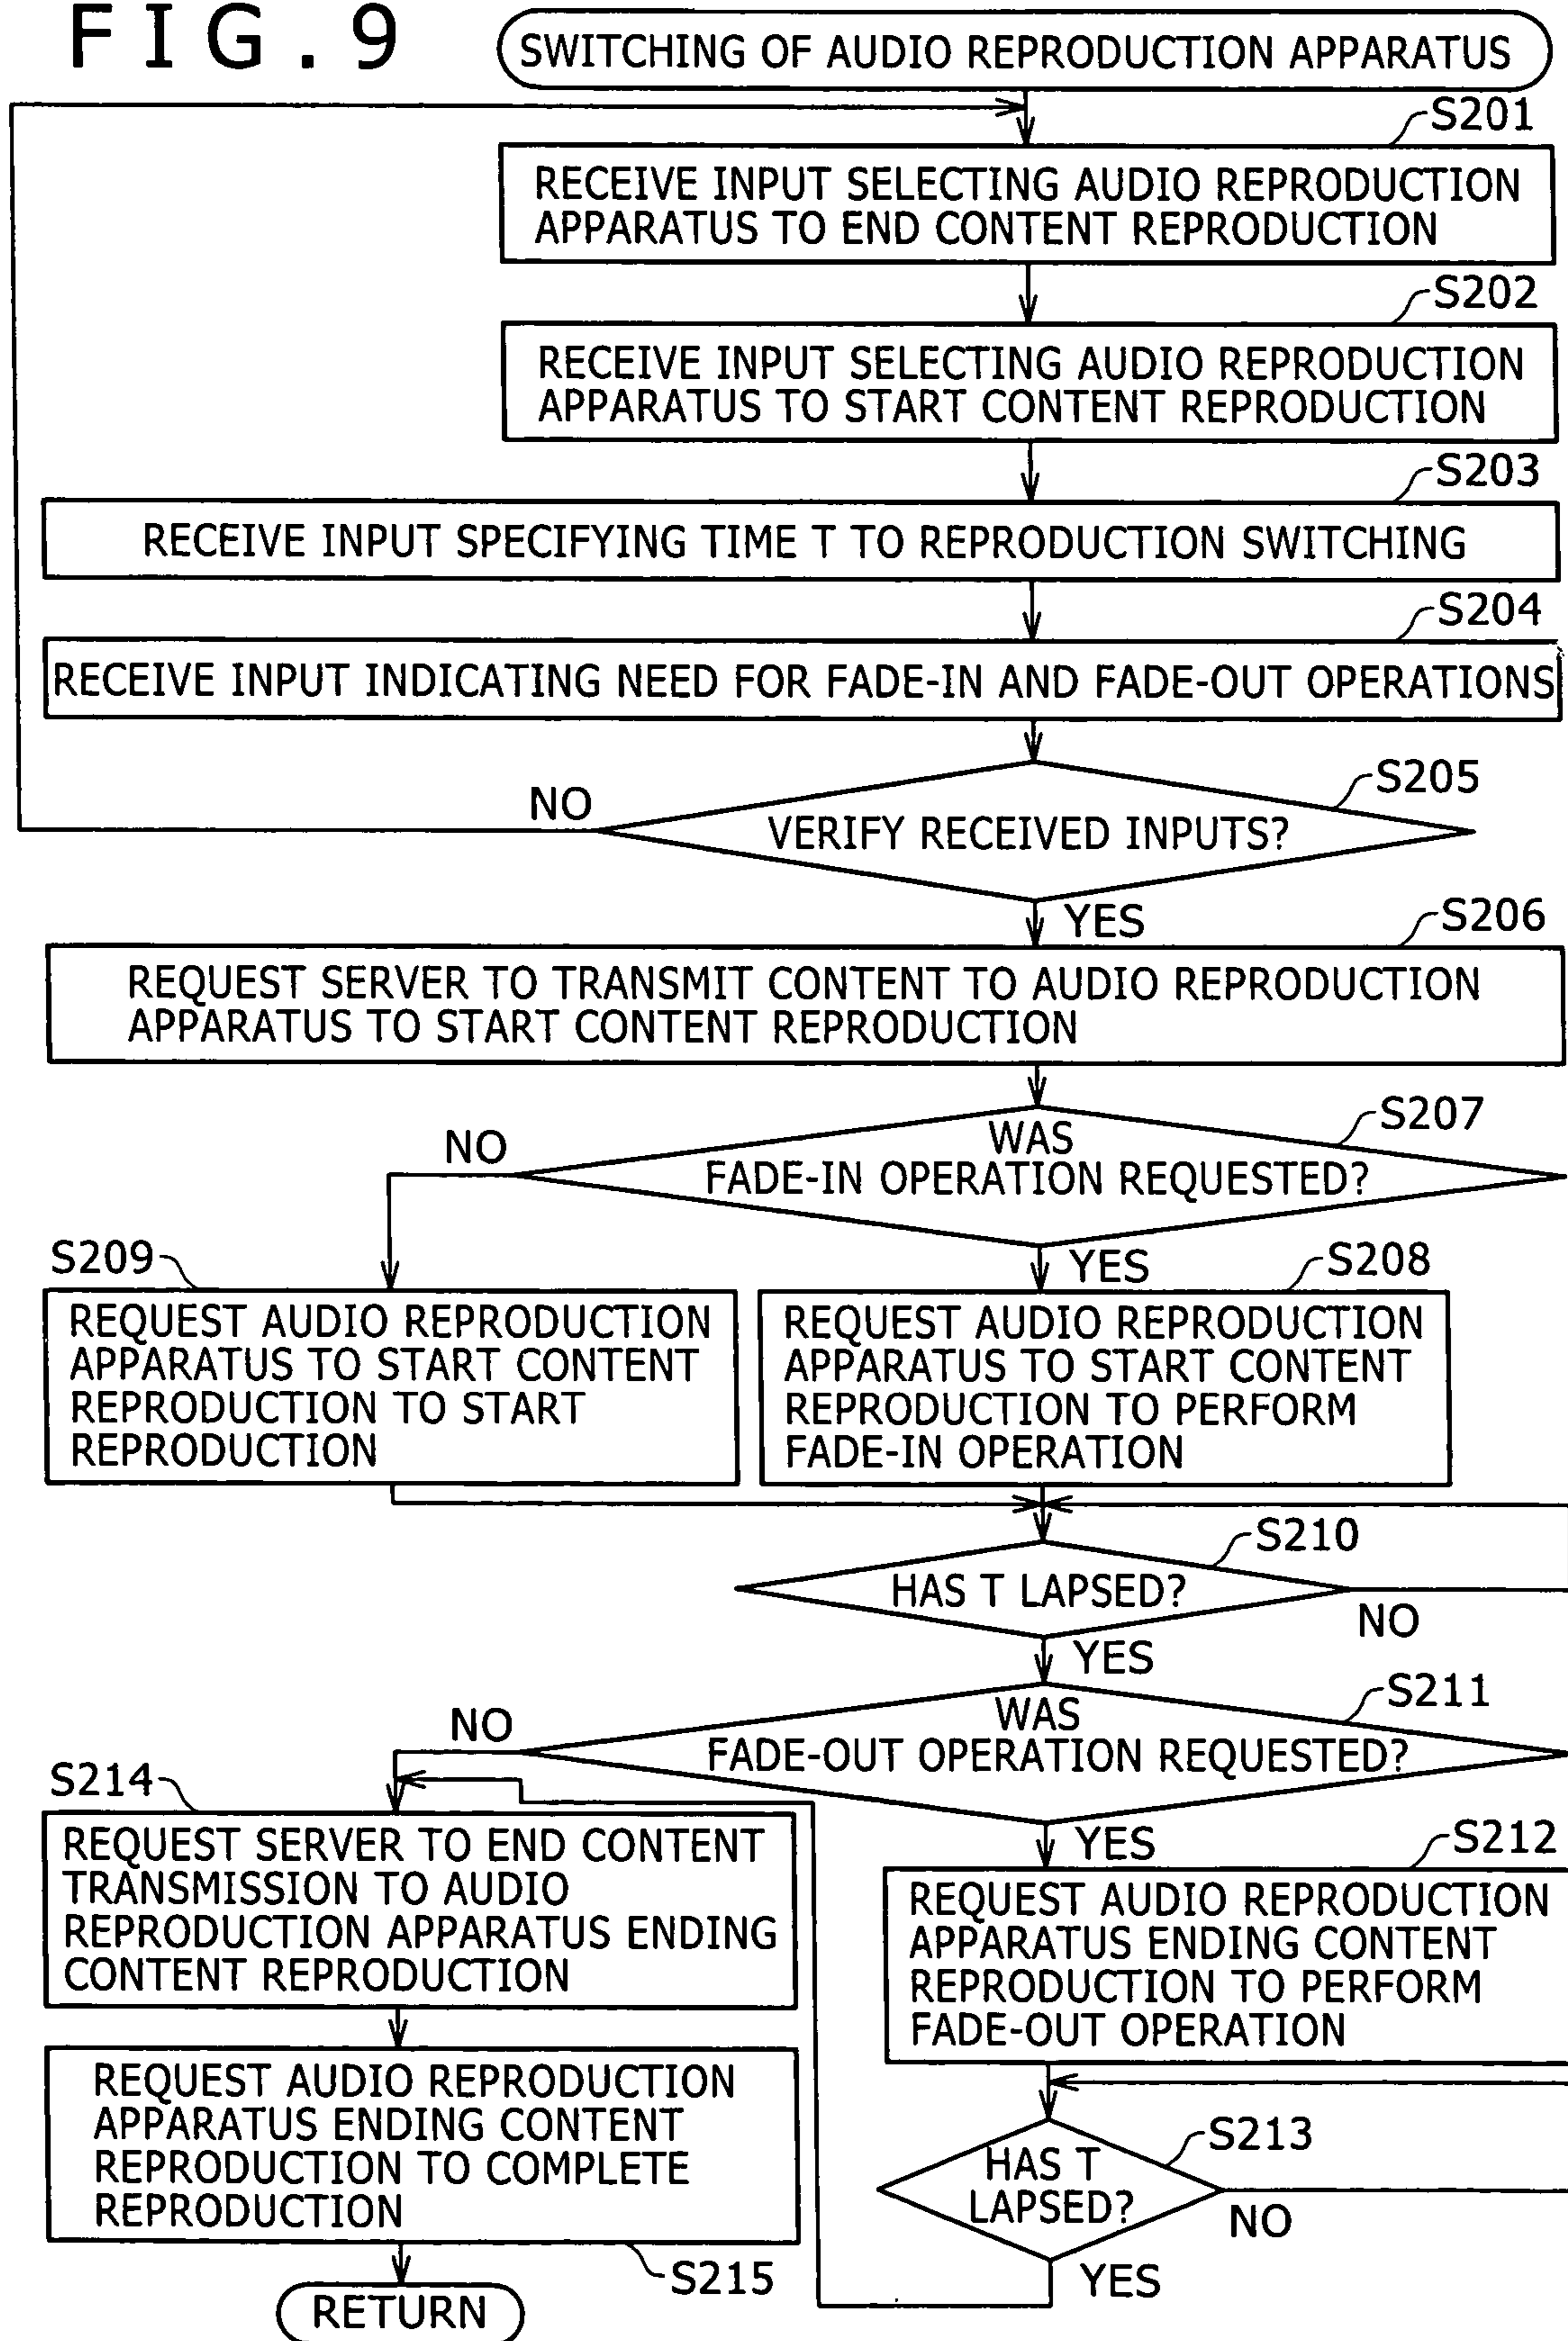 FIG.9
SWITCHING OF AUDIO REPRODUCTION APPARATUS
S201
RECEIVE INPUT SELECTING AUDIO REPRODUCTION
APPARATUS TO END CONTENT REPRODUCTION
S202
RECEIVE INPUT SELECTING AUDIO REPRODUCTION
APPARATUS TO START CONTENT REPRODUCTION
S203
RECEIVE INPUT SPECIFYING TIME T TO REPRODUCTION SWITCHING
S204
RECEIVE INPUT INDICATING NEED FOR FADE-IN AND FADE-OUT OPERATIONS
S205
NO
VERIFY RECEIVED INPUTS?
YES
S206
REQUEST SERVER TO TRANSMIT CONTENT TO AUDIO REPRODUCTION
APPARATUS TO START CONTENT REPRODUCTION
S207
NO
WAS
FADE-IN OPERATION REQUESTED?
YES
S209
REQUEST AUDIO REPRODUCTION
APPARATUS TO START CONTENT
REPRODUCTION TO START
REPRODUCTION
S208
REQUEST AUDIO REPRODUCTION
APPARATUS TO START CONTENT
REPRODUCTION TO PERFORM
FADE-IN OPERATION
S210
HAS T LAPSED?
NO
YES
S211
NO
WAS
FADE-OUT OPERATION REQUESTED?
YES
S214
REQUEST SERVER TO END CONTENT
TRANSMISSION TO AUDIO
REPRODUCTION APPARATUS ENDING
CONTENT REPRODUCTION
S212
REQUEST AUDIO REPRODUCTION
APPARATUS ENDING CONTENT
REPRODUCTION TO PERFORM
FADE-OUT OPERATION
REQUEST AUDIO REPRODUCTION
APPARATUS ENDING CONTENT
REPRODUCTION TO COMPLETE
REPRODUCTION
S215
S213
HAS T
LAPSED?
NO
YES
RETURN